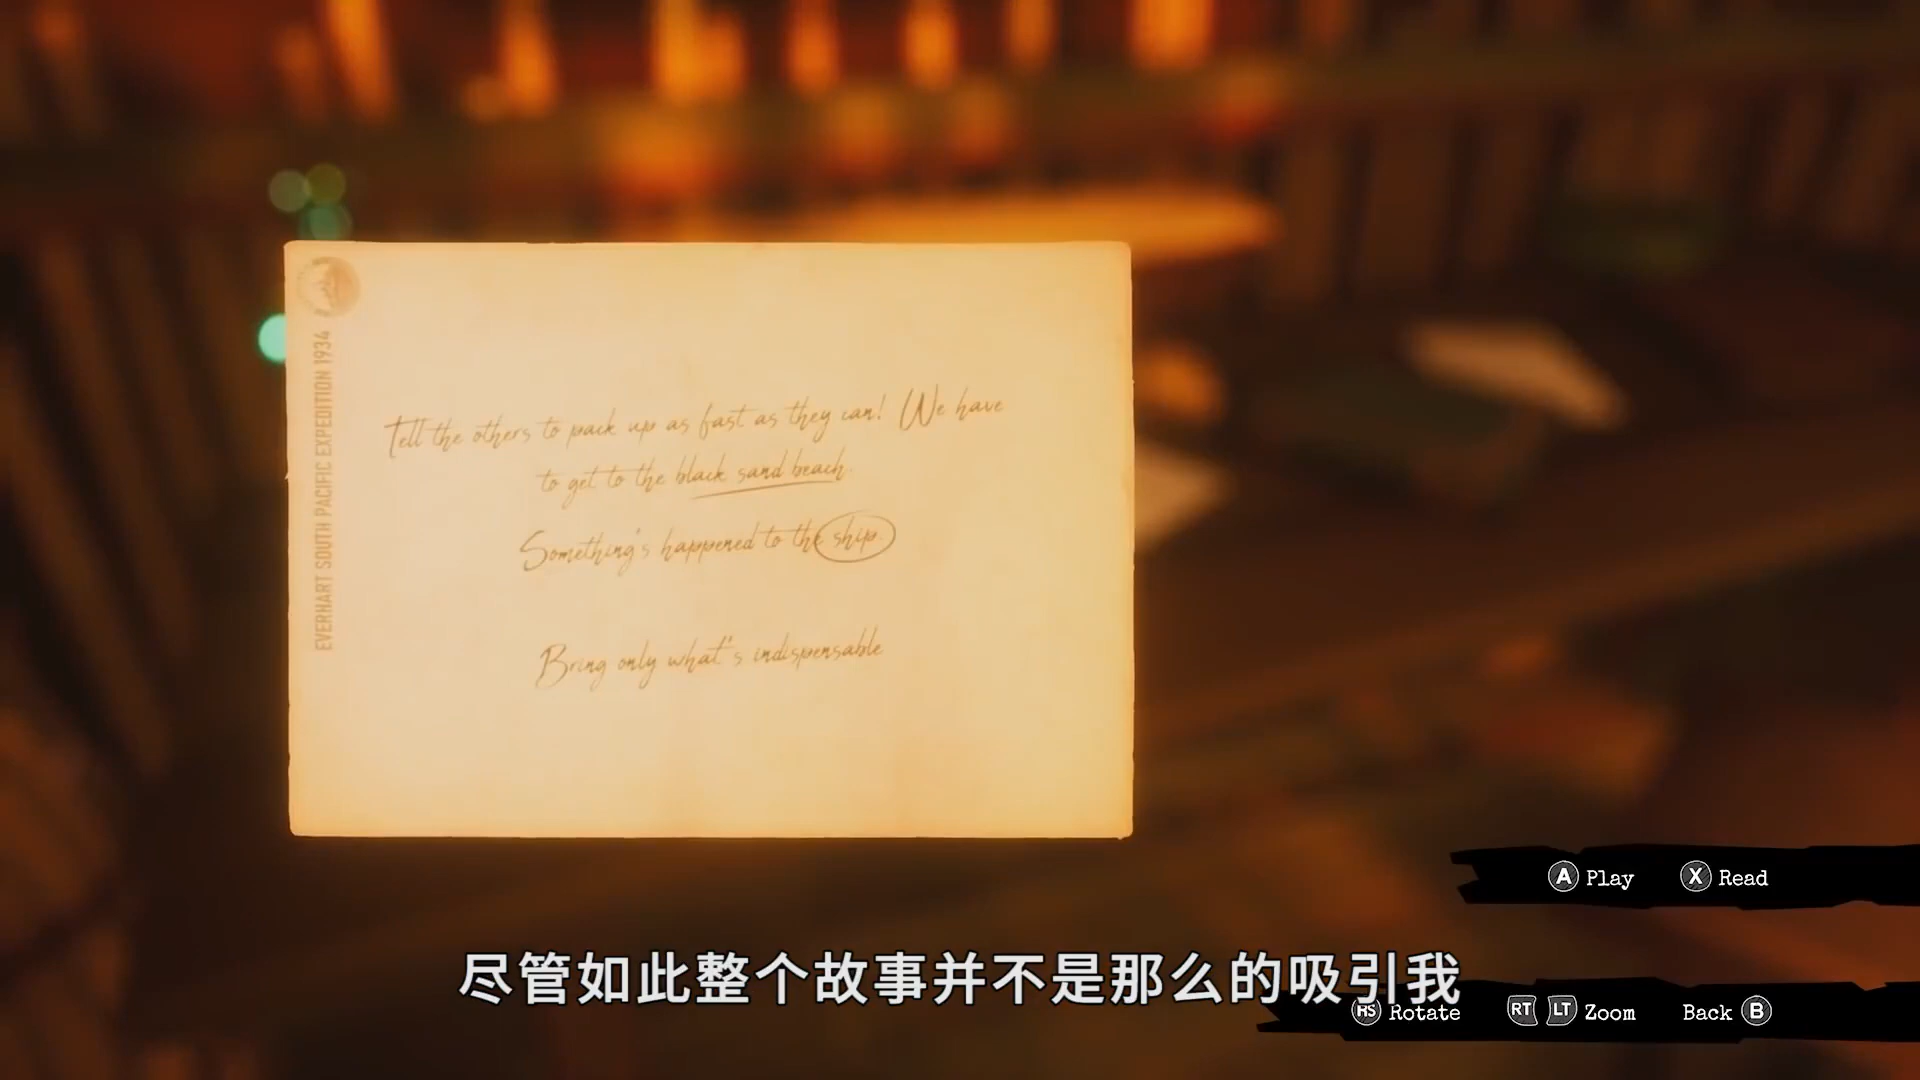 EVERHART SOUTH PACIFIC EXPEDITION 1934
Tell the others to pack up as fast as they can! We have
to get to the black sand beach.
Something's happened to the ship.
Bring only what's indispensable
A Play X Read
尽管如此整个故事并不是那么的吸引我
RS Rotate RT LT Zoom Back B